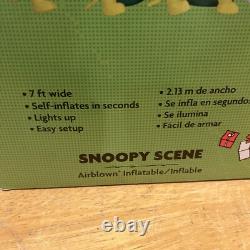 • 7 ft wide
• Self-inflates in seconds
• Lights up
• Easy setup
• 2.13 m de ancho
• Se infla en segundo
• Se ilumina
• Fácil de armar
SNOOPY SCENE
Airblown® Inflatable/Inflable